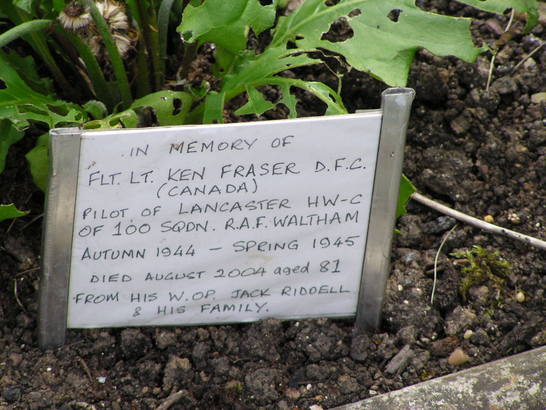 IN MEMORY OF
FLT. LT. KEN FRASER D.F.C.
(CANADA)
PILOT OF LANCASTER HW-C
OF 100 SQDN. R.A.F. WALTHAM
AUTUMN 1944 – SPRING 1945
DIED AUGUST 2004 aged 81
FROM HIS W.OP. JACK RIDDELL
& HIS FAMILY.